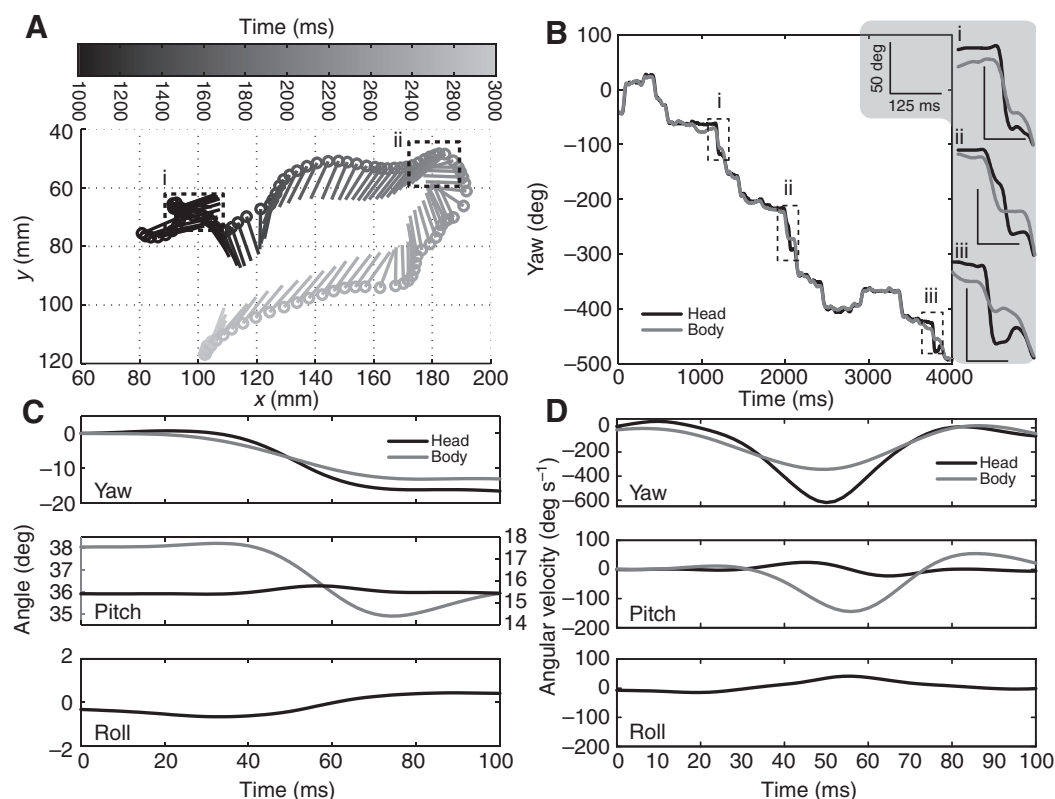 A
Time (ms)
1000 1200 1400 1600 1800 2000 2200 2600 2400 2800 3000
40
60
80
100
120
y (mm)
i
ii
60 80 100 120 140 160 180 200
x (mm)
B
100
0
–100
–200
–300
–400
–500
Yaw (deg)
i
ii
iii
Head
Body
0 1000 2000 3000 4000
Time (ms)
50 deg
125 ms
i
ii
iii
C
0
–10
–20
Yaw
Head
Body
Angle (deg)
38
37
36
35
Pitch
18
17
16
15
14
2
0
–2
Roll
0 20 40 60 80 100
Time (ms)
D
0
–200
–400
–600
Yaw
Head
Body
Angular velocity (deg s–1)
100
0
–100
–200
Pitch
100
0
–100
–200
Roll
0 10 20 30 40 50 60 70 80 90 100
Time (ms)